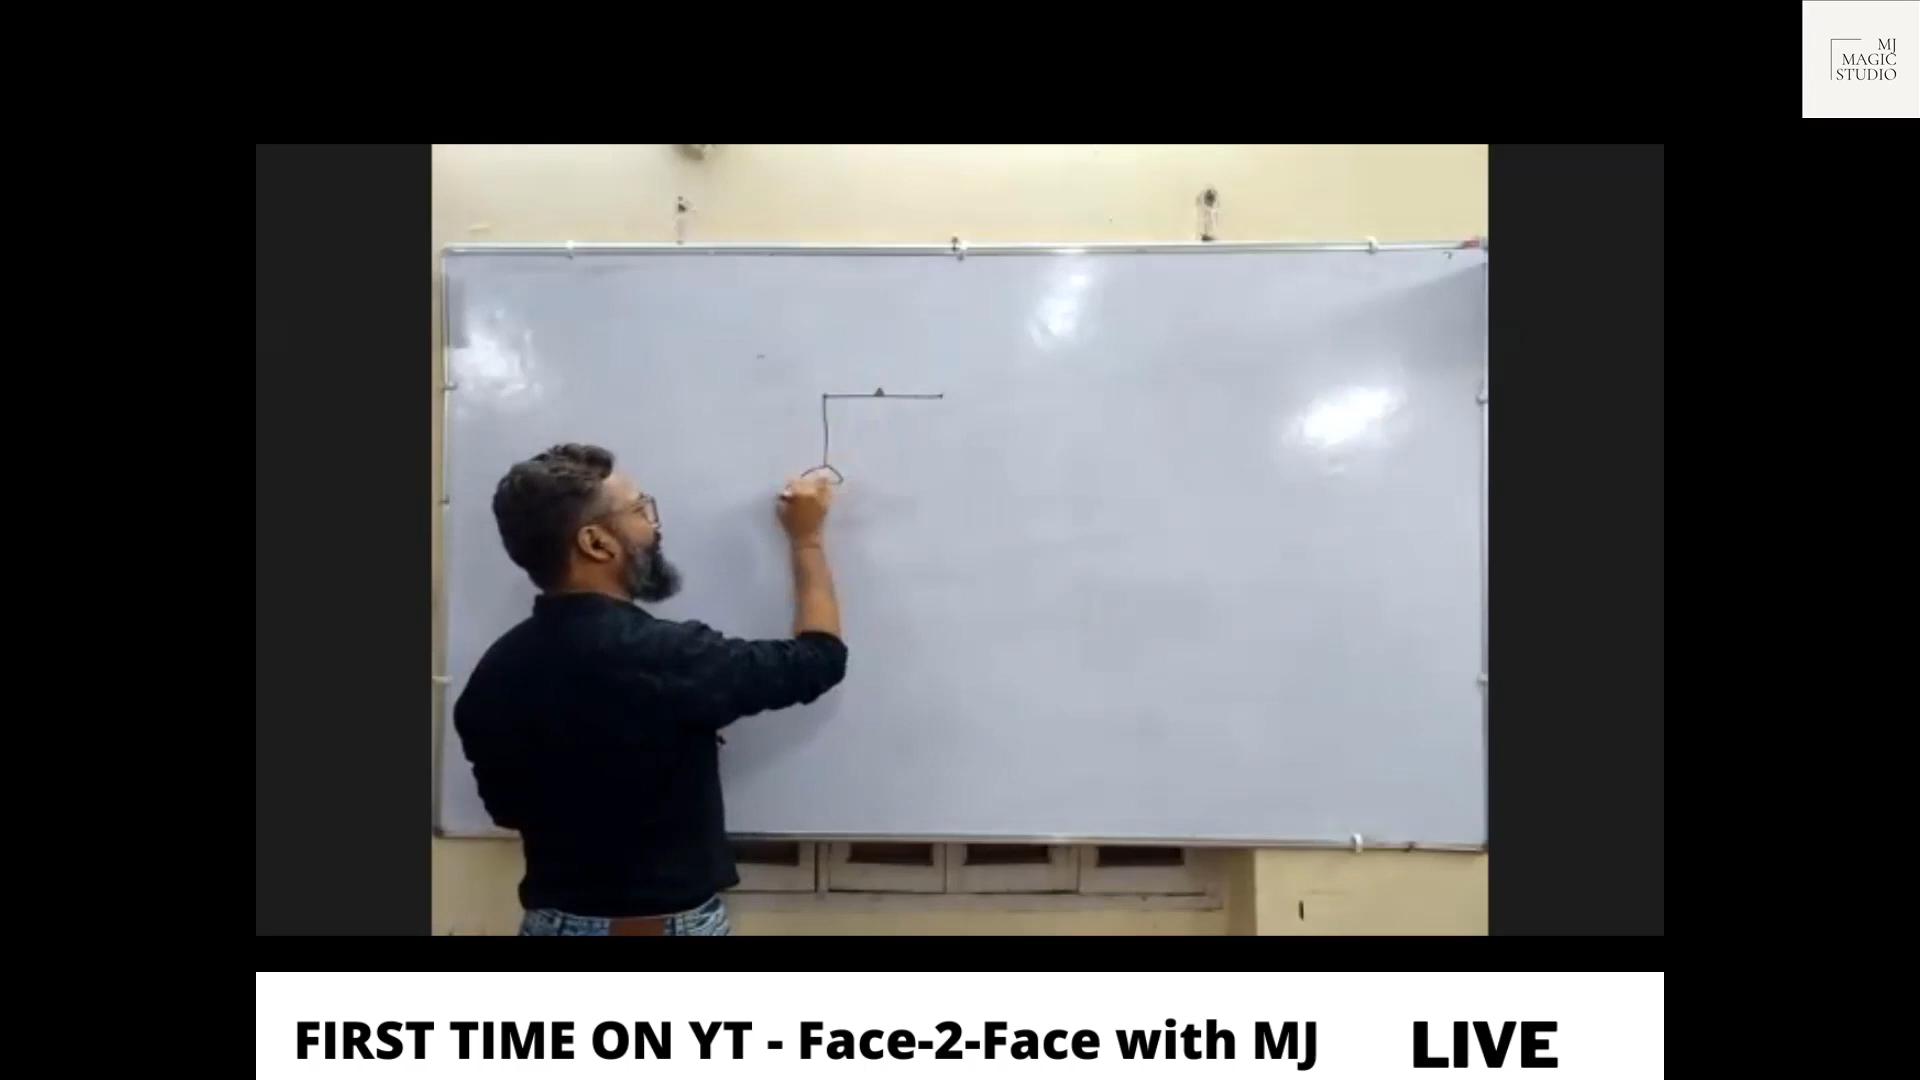 MJ
MAGIC
STUDIO
FIRST TIME ON YT - Face-2-Face with MJ
LIVE